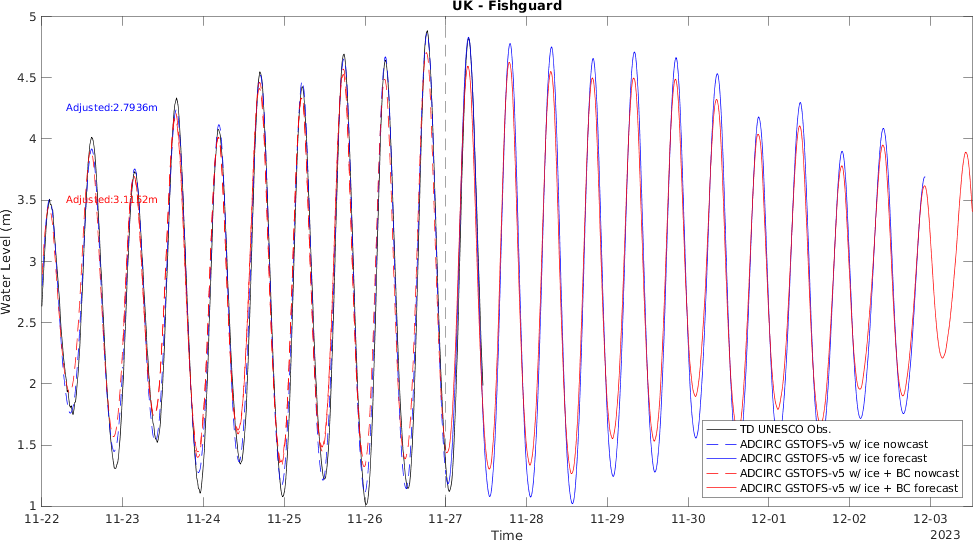 UK - Fishguard
5
4.5
4
3.5
3
2.5
2
1.5
1
Water Level (m)
Adjusted:2.7936m
Adjusted:3.1152m
TD UNESCO Obs.
ADCIRC GSTOFS-v5 w/ ice nowcast
ADCIRC GSTOFS-v5 w/ ice forecast
ADCIRC GSTOFS-v5 w/ ice + BC nowcast
ADCIRC GSTOFS-v5 w/ ice + BC forecast
11-22 11-23 11-24 11-25 11-26 11-27 11-28 11-29 11-30 12-01 12-02 12-03
Time
2023